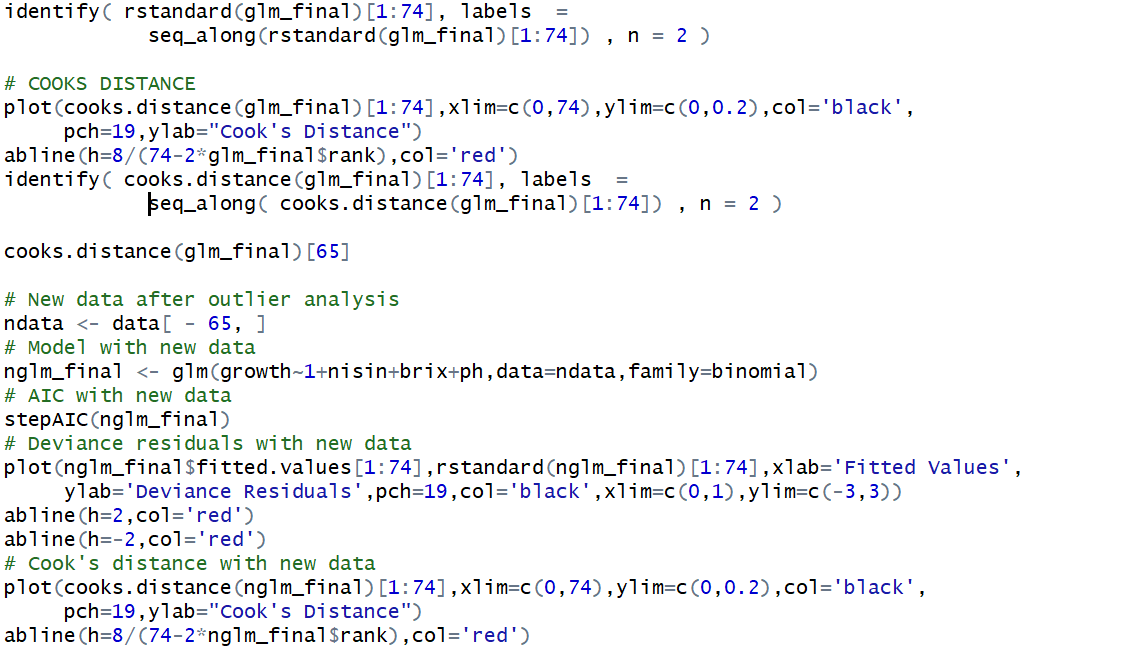 identify( rstandard(glm_final)[1:74], labels  =
            seq_along(rstandard(glm_final)[1:74]) , n = 2 )
# COOKS DISTANCE
plot(cooks.distance(glm_final)[1:74],xlim=c(0,74),ylim=c(0,0.2),col='black',
     pch=19,ylab="Cook's Distance")
abline(h=8/(74-2*glm_final$rank),col='red')
identify( cooks.distance(glm_final)[1:74], labels  =
            seq_along( cooks.distance(glm_final)[1:74]) , n = 2 )
cooks.distance(glm_final)[65]
# New data after outlier analysis
ndata <- data[ - 65, ]
# Model with new data
nglm_final <- glm(growth~1+nisin+brix+ph,data=ndata,family=binomial)
# AIC with new data
stepAIC(nglm_final)
# Deviance residuals with new data
plot(nglm_final$fitted.values[1:74],rstandard(nglm_final)[1:74],xlab='Fitted Values',
     ylab='Deviance Residuals',pch=19,col='black',xlim=c(0,1),ylim=c(-3,3))
abline(h=2,col='red')
abline(h=-2,col='red')
# Cook's distance with new data
plot(cooks.distance(nglm_final)[1:74],xlim=c(0,74),ylim=c(0,0.2),col='black',
     pch=19,ylab="Cook's Distance")
abline(h=8/(74-2*nglm_final$rank),col='red')